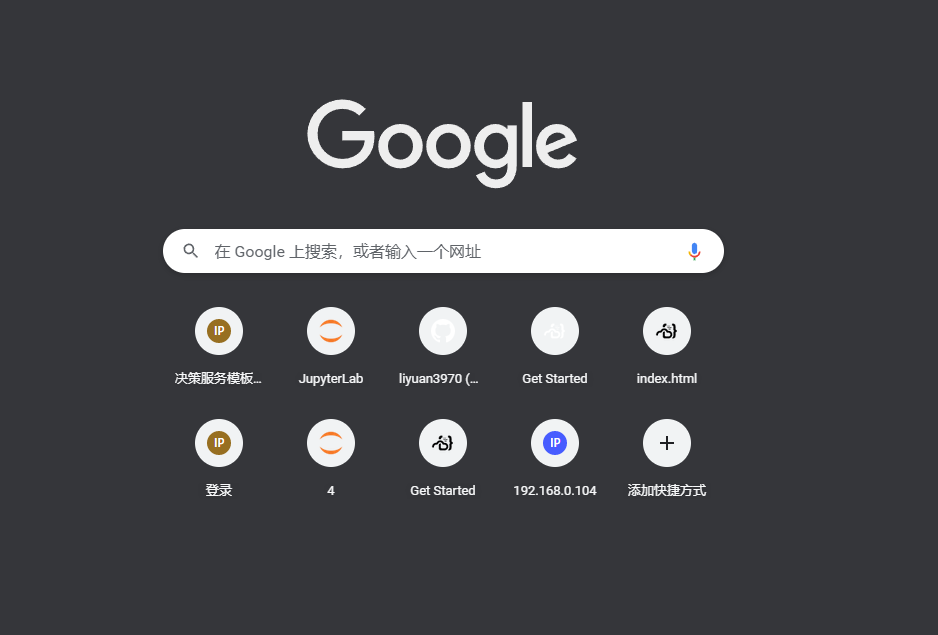 Google
在 Google 上搜索，或者输入一个网址
IP
决策服务模板...
JupyterLab
liyuan3970 (...
Get Started
index.html
IP
登录
4
Get Started
IP
192.168.0.104
添加快捷方式